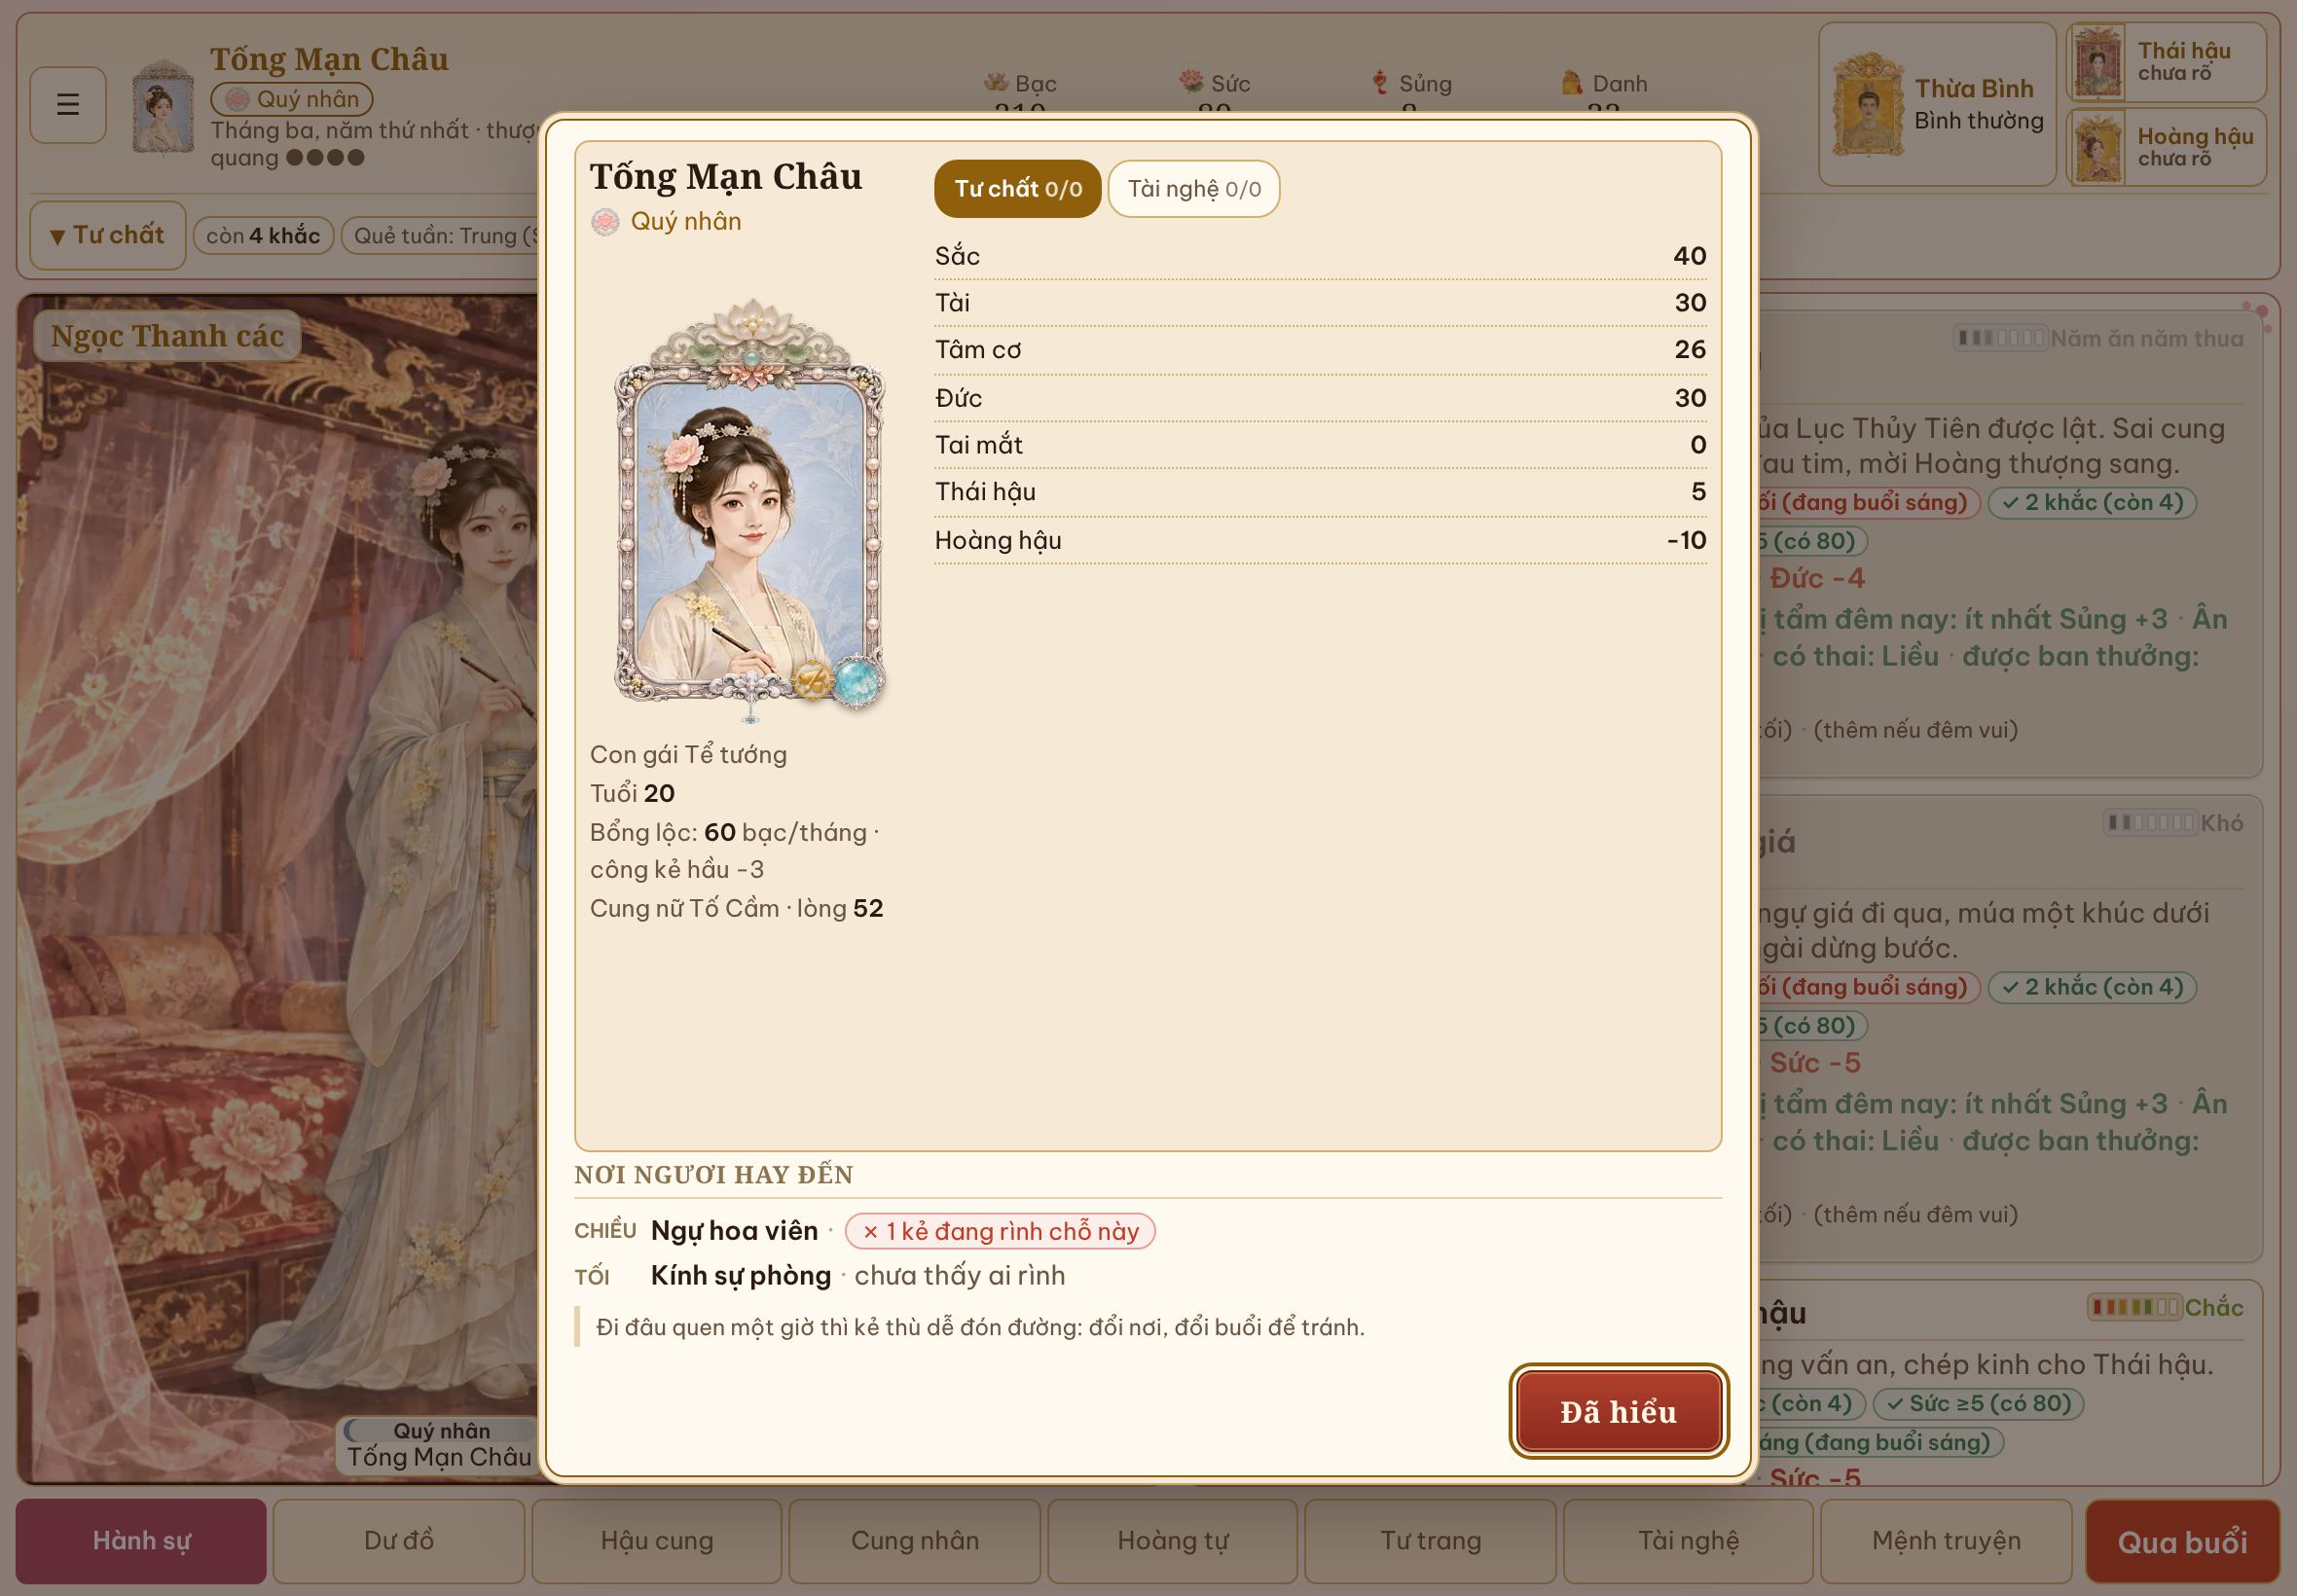 ☰
Tống Mạn Châu
Quý nhân
Tháng ba, năm thứ nhất ·
quang ●●●●
Bạc
Sức
Sủng
Danh
Thừa Bình
Bình thường
Thái hậu
chưa rõ
Hoàng hậu
chưa rõ
▼ Tư chất
còn 4 khắc
Quẻ tuần: Trung
Ngọc Thanh các
Quý nhân
Tống Mạn Châu
Tống Mạn Châu
Quý nhân
Con gái Tể tướng
Tuổi 20
Bổng lộc: 60 bạc/tháng ·
công kẻ hầu -3
Cung nữ Tố Cầm · lòng 52
Tư chất 0/0
Tài nghệ 0/0
Sắc 40
Tài 30
Tâm cơ 26
Đức 30
Tai mắt 0
Thái hậu 5
Hoàng hậu -10
NƠI NGƯƠI HAY ĐẾN
CHIỀU Ngự hoa viên · × 1 kẻ đang rình chỗ này
TỐI Kính sự phòng · chưa thấy ai rình
Đi đâu quen một giờ thì kẻ thù dễ đón đường: đổi nơi, đổi buổi để tránh.
Đã hiểu
Năm ăn năm thua
Lục Thủy Tiên được lật. Sai cung
tim, mời Hoàng thượng sang.
(đang buổi sáng)
✓ 2 khắc (còn 4)
(có 80)
Đức -4
tẩm đêm nay: ít nhất Sủng +3 · Ân
có thai: Liều · được ban thưởng:
· (thêm nếu đêm vui)
Khó
giá
ngự giá đi qua, múa một khúc dưới
dừng bước.
(đang buổi sáng)
✓ 2 khắc (còn 4)
(có 80)
Sức -5
tẩm đêm nay: ít nhất Sủng +3 · Ân
có thai: Liều · được ban thưởng:
· (thêm nếu đêm vui)
Chắc
vấn an, chép kinh cho Thái hậu.
(còn 4)
✓ Sức ≥5 (có 80)
(đang buổi sáng)
Sức -5
Hành sự
Dư đồ
Hậu cung
Cung nhân
Hoàng tự
Tư trang
Tài nghệ
Mệnh truyện
Qua buổi